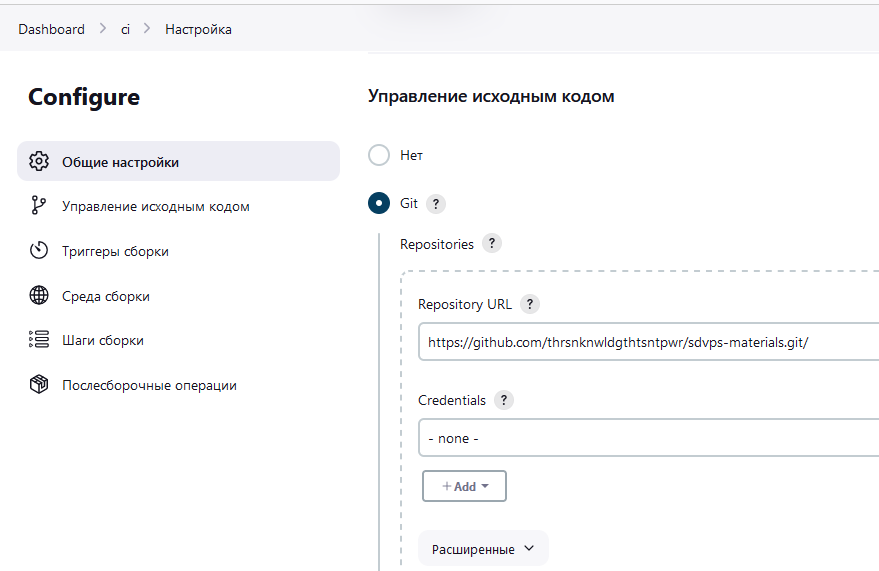 Dashboard > ci > Настройка
Configure
Общие настройки
Управление исходным кодом
Триггеры сборки
Среда сборки
Шаги сборки
Послесборочные операции
Управление исходным кодом
Нет
Git ?
Repositories ?
Repository URL ?
https://github.com/thrsnknwldgthtsntpwr/sdvps-materials.git/
Credentials ?
- none -
+ Add
Расширенные